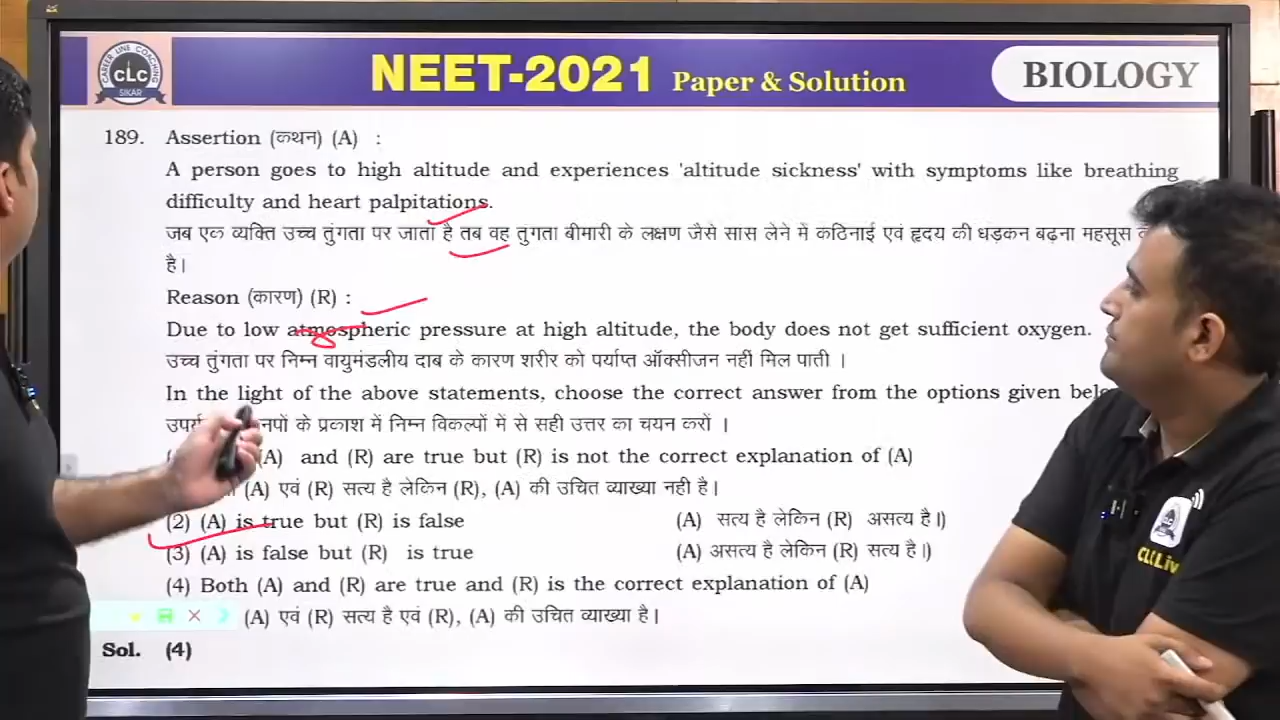 CAREER LINE COACHING
CLC
SIKAR
NEET-2021 Paper & Solution
BIOLOGY
189. Assertion (कथन) (A) :
A person goes to high altitude and experiences 'altitude sickness' with symptoms like breathing
difficulty and heart palpitations.
जब एक व्यक्ति उच्च तुंगता पर जाता है तब वह तुंगता बीमारी के लक्षण जैसे सास लेने में कठिनाई एवं हृदय की धड़कन बढ़ना महसूस
है।
Reason (कारण) (R) :
Due to low atmospheric pressure at high altitude, the body does not get sufficient oxygen.
उच्च तुंगता पर निम्न वायुमंडलीय दाब के कारण शरीर को पर्याप्त ऑक्सीजन नहीं मिल पाती ।
In the light of the above statements, choose the correct answer from the options given
के प्रकाश में निम्न विकल्पों में से सही उत्तर का चयन करों ।
(A) and (R) are true but (R) is not the correct explanation of (A)
(A) एवं (R) सत्य है लेकिन (R), (A) की उचित व्याख्या नही है।
(2) (A) is true but (R) is false (A) सत्य है लेकिन (R) असत्य है।)
(3) (A) is false but (R) is true (A) असत्य है लेकिन (R) सत्य है।)
(4) Both (A) and (R) are true and (R) is the correct explanation of (A)
(A) एवं (R) सत्य है एवं (R), (A) की उचित व्याख्या है।
Sol. (4)